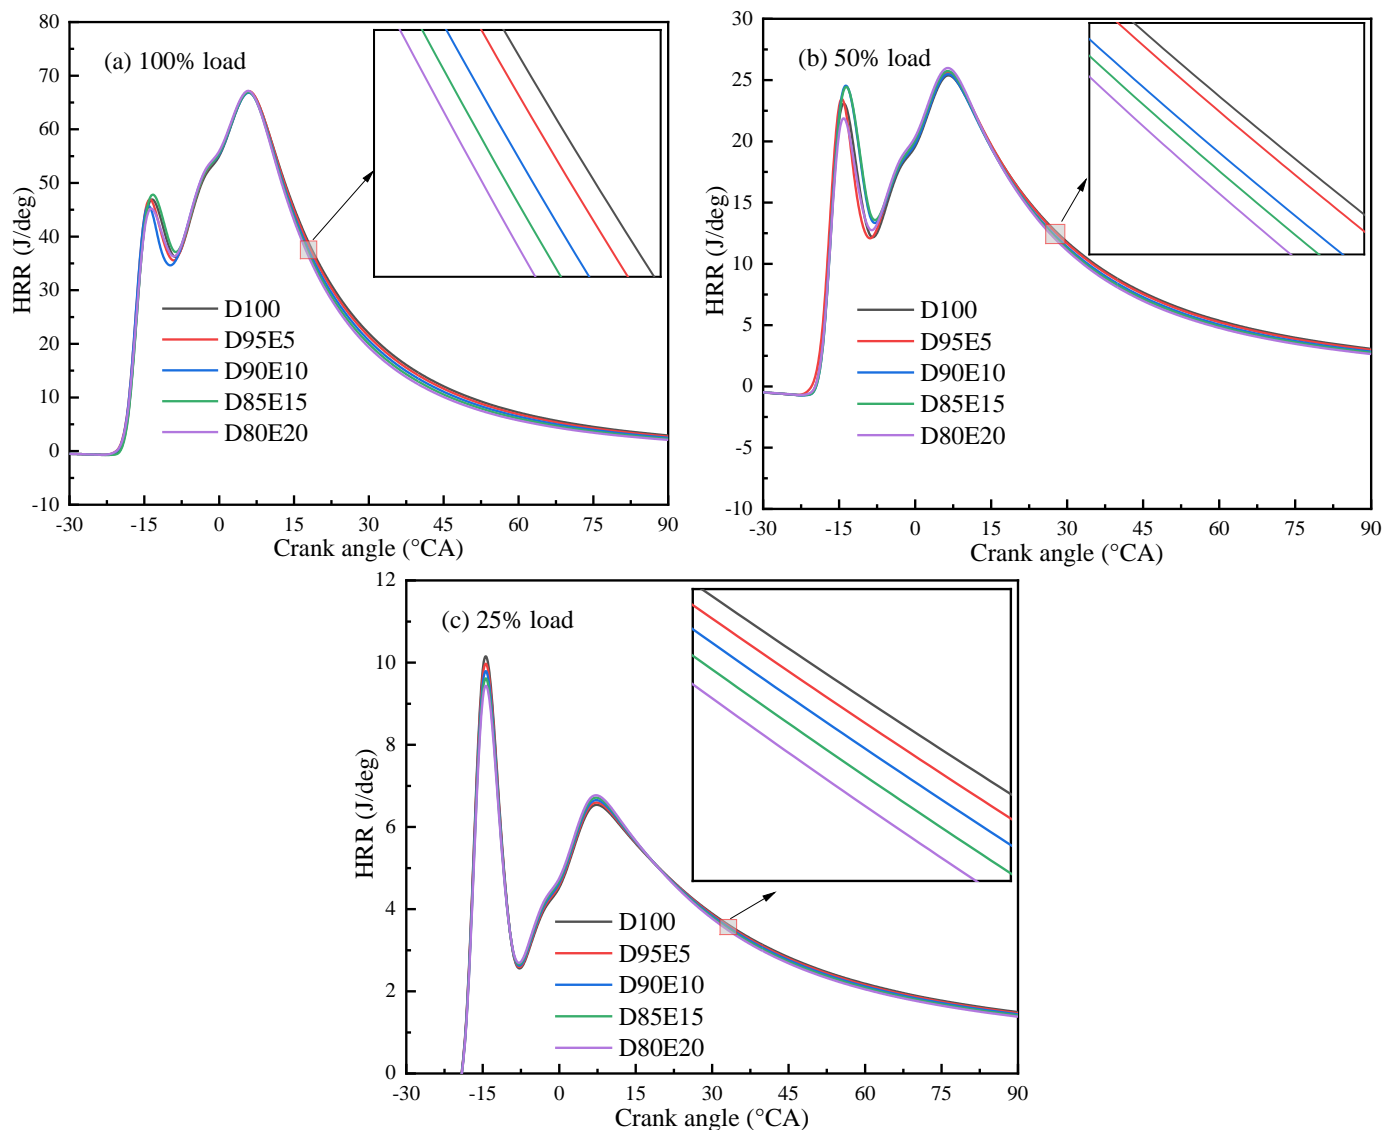 (a) 100% load
HRR (J/deg)
80
70
60
50
40
30
20
10
0
-10
D100
D95E5
D90E10
D85E15
D80E20
-30 -15 0 15 30 45 60 75 90
Crank angle (°CA)
(b) 50% load
HRR (J/deg)
30
25
20
15
10
5
0
-5
-10
D100
D95E5
D90E10
D85E15
D80E20
-30 -15 0 15 30 45 60 75 90
Crank angle (°CA)
(c) 25% load
HRR (J/deg)
12
10
8
6
4
2
0
D100
D95E5
D90E10
D85E15
D80E20
-30 -15 0 15 30 45 60 75 90
Crank angle (°CA)